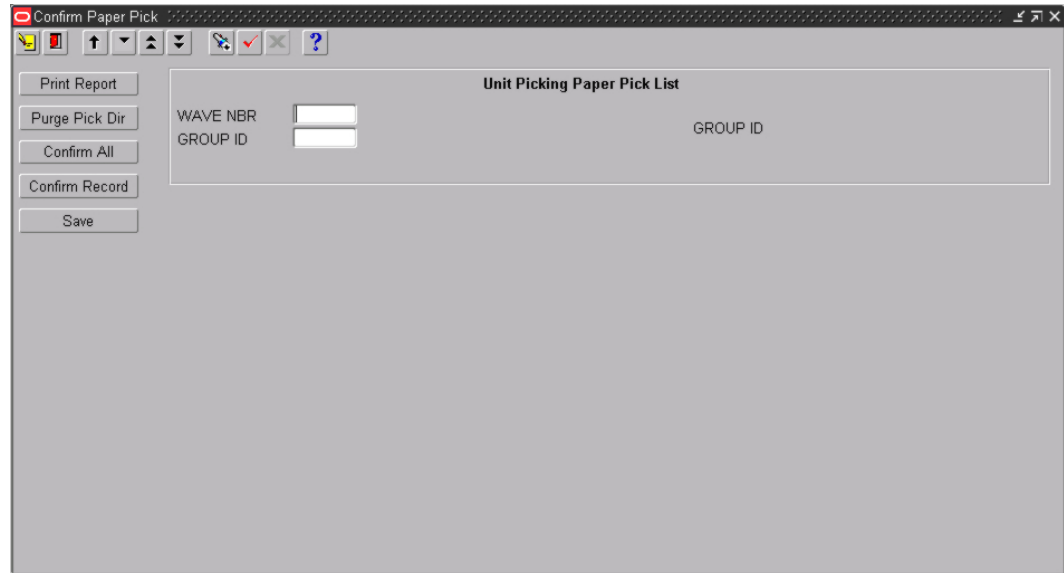 Confirm Paper Pick
?
Print Report
Purge Pick Dir
Confirm All
Confirm Record
Save
Unit Picking Paper Pick List
WAVE NBR
GROUP ID
GROUP ID